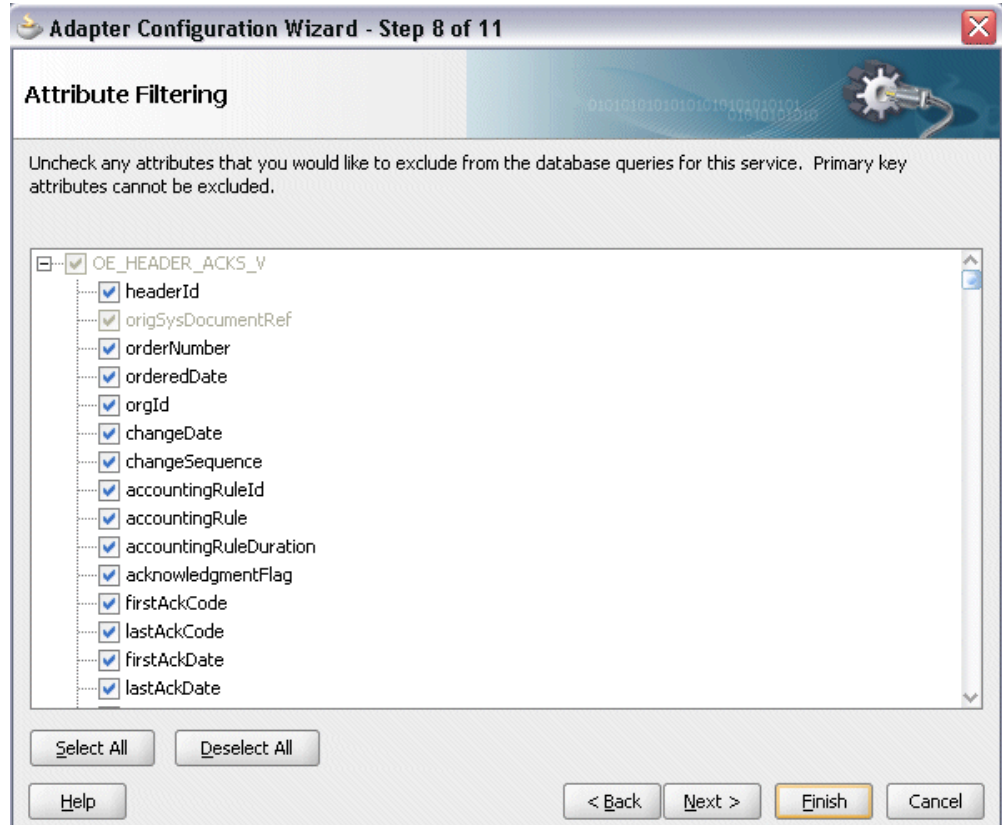 Adapter Configuration Wizard - Step 8 of 11
Attribute Filtering
0101010101010101010101010101
01010101010
Uncheck any attributes that you would like to exclude from the database queries for this service. Primary key
attributes cannot be excluded.
OE_HEADER_ACKS_V
headerId
origSysDocumentRef
orderNumber
orderedDate
orgId
changeDate
changeSequence
accountingRuleId
accountingRule
accountingRuleDuration
acknowledgmentFlag
firstAckCode
lastAckCode
firstAckDate
lastAckDate
Select All
Deselect All
Help
< Back
Next >
Finish
Cancel